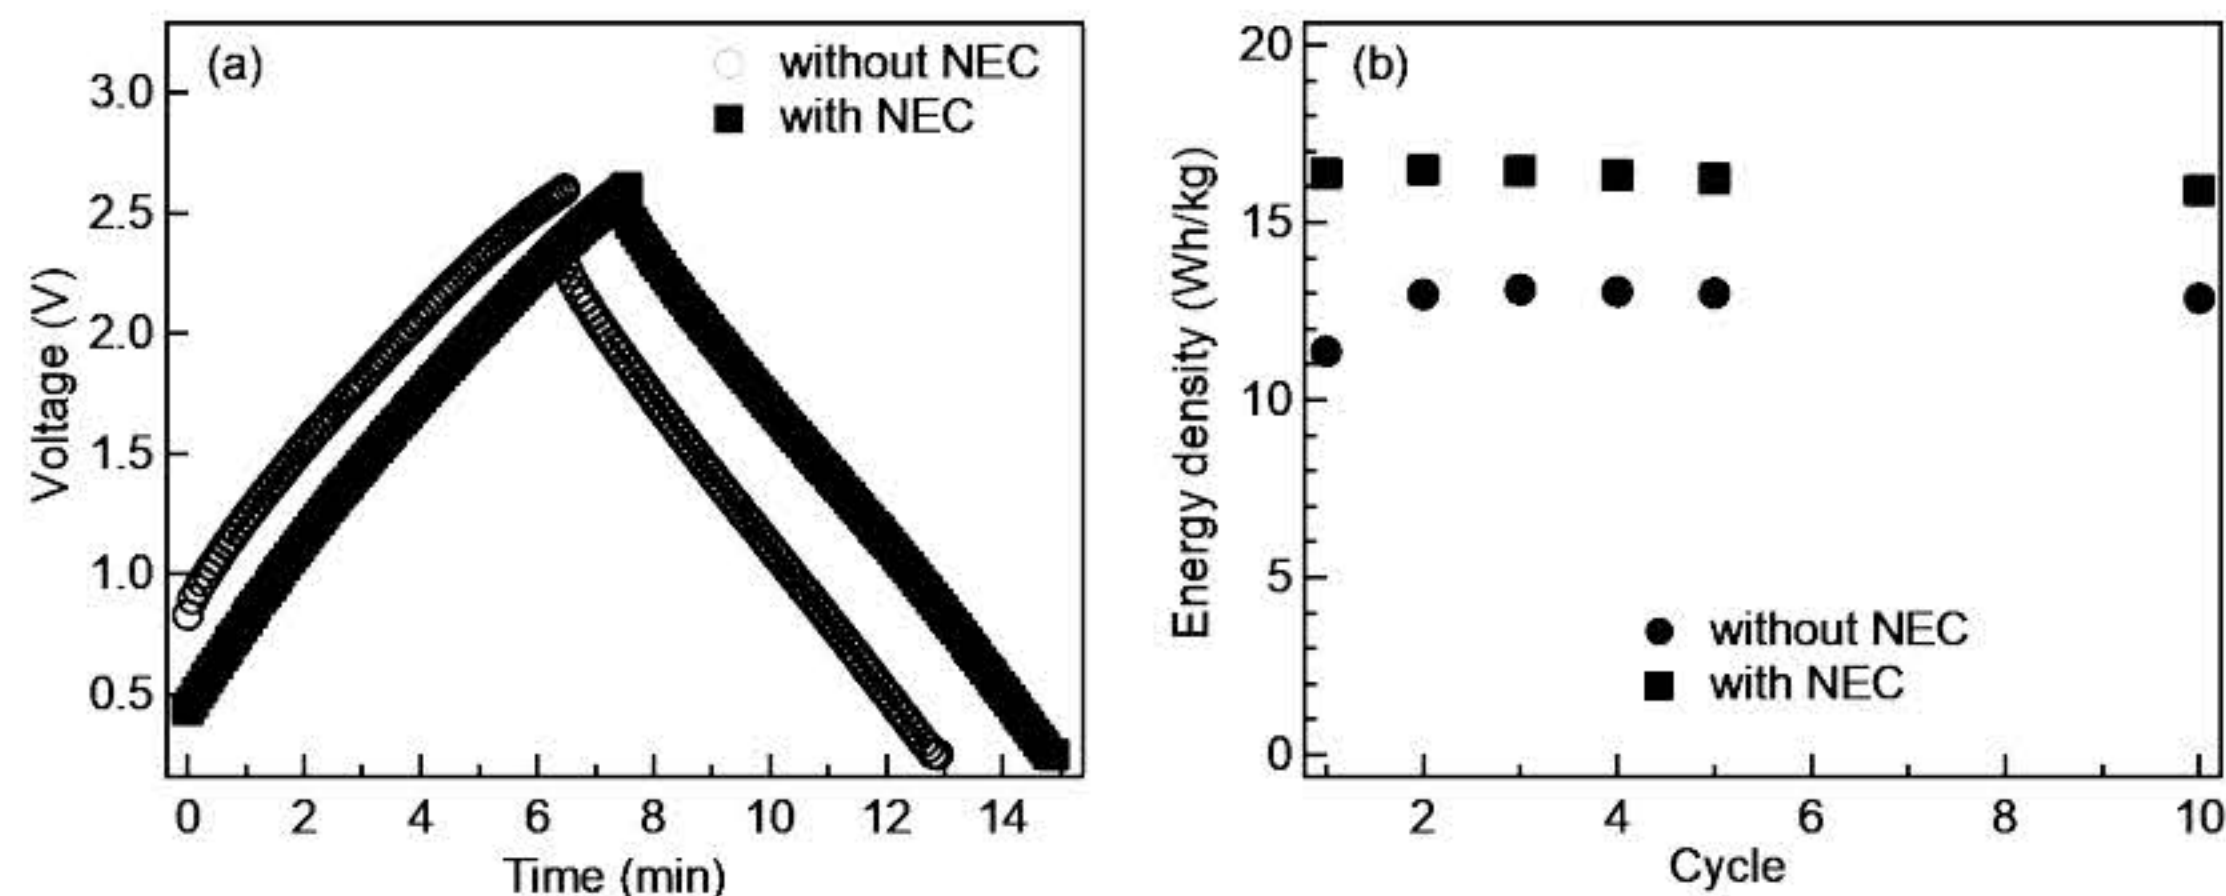 (a)
without NEC
with NEC
3.0
2.5
2.0
1.5
1.0
0.5
Voltage (V)
0 2 4 6 8 10 12 14
Time (min)
(b)
20
15
10
5
0
Energy density (Wh/kg)
without NEC
with NEC
2 4 6 8 10
Cycle